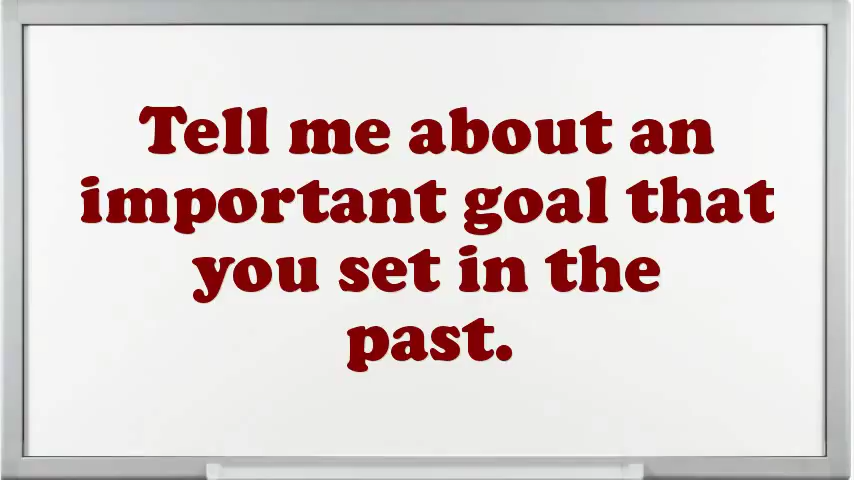 Tell me about an
important goal that
you set in the
past.